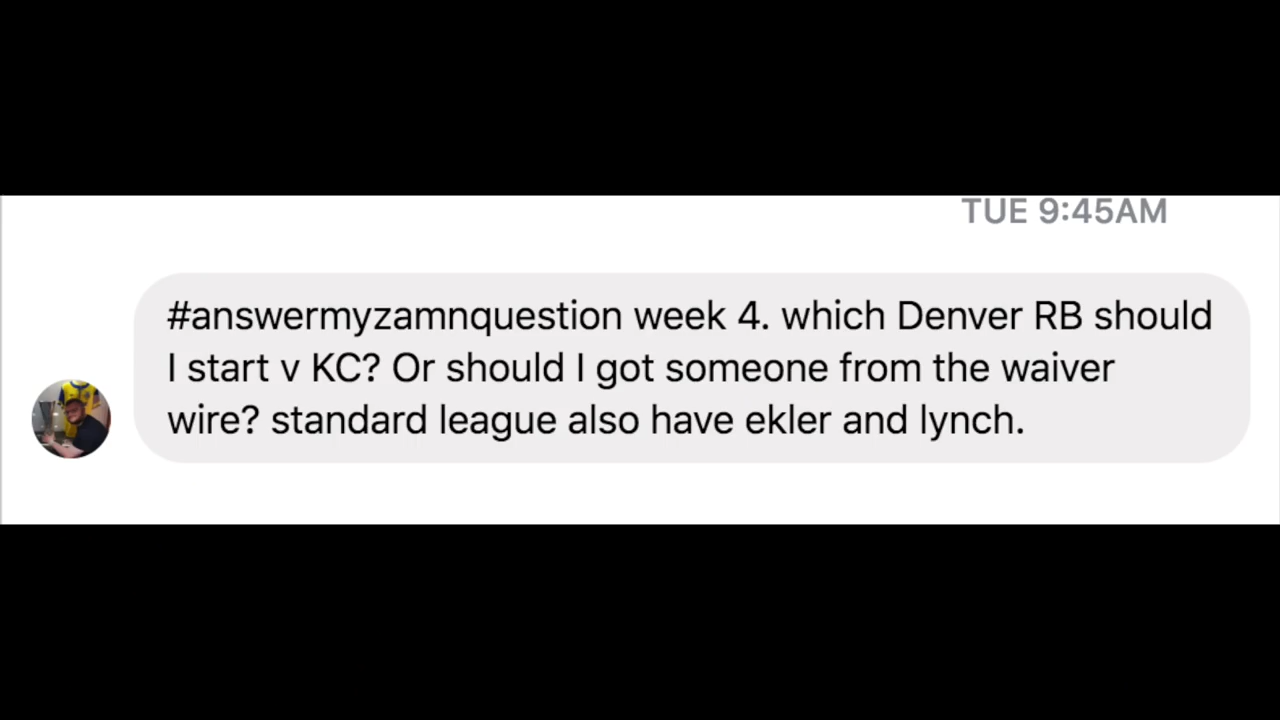 TUE 9:45AM
#answermyzamnquestion week 4. which Denver RB should
I start v KC? Or should I got someone from the waiver
wire? standard league also have ekler and lynch.